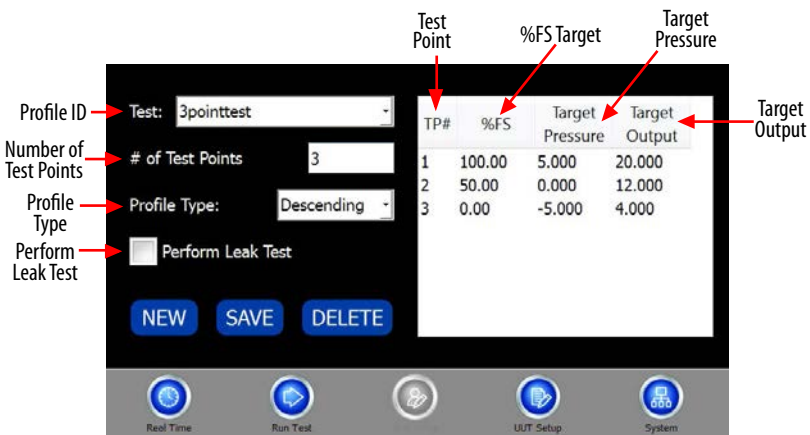 Test
Point
%FS Target
Target
Pressure
Profile ID
Test: 3pointtest
TP# %FS Target Pressure Target Output
Target
Output
Number of
Test Points
# of Test Points 3
1 100.00 5.000 20.000
2 50.00 0.000 12.000
3 0.00 -5.000 4.000
Profile
Type
Profile Type: Descending
Perform
Leak Test
Perform Leak Test
NEW SAVE DELETE
Real Time Run Test UUT Setup System